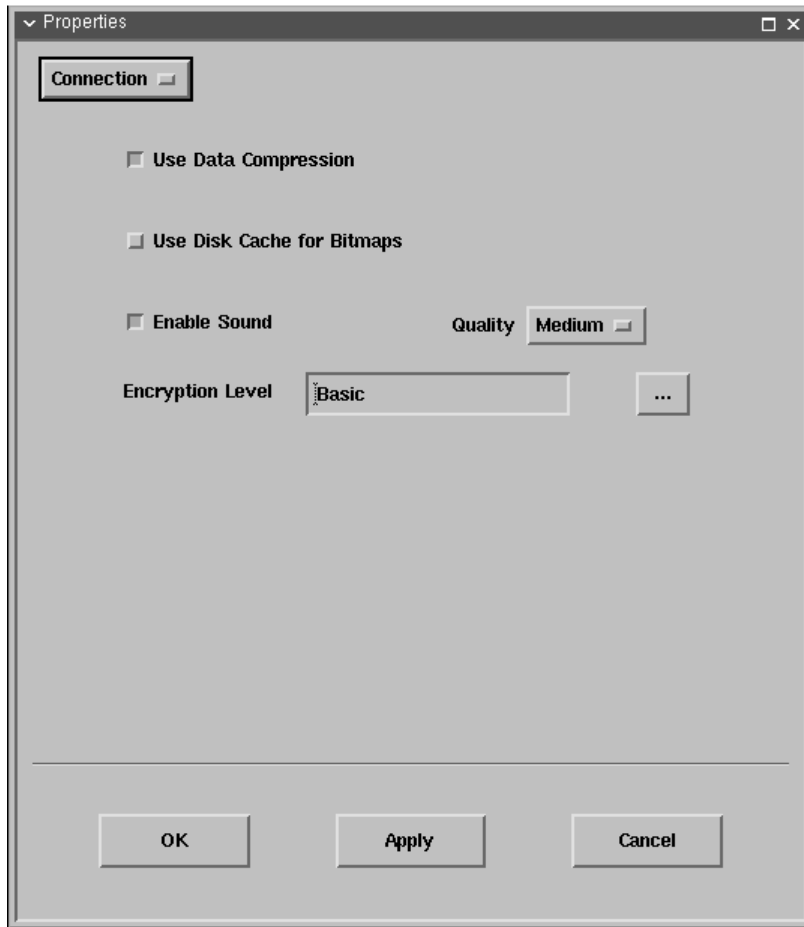 Properties
Connection
Use Data Compression
Use Disk Cache for Bitmaps
Enable Sound Quality Medium
Encryption Level Basic ...
OK Apply Cancel